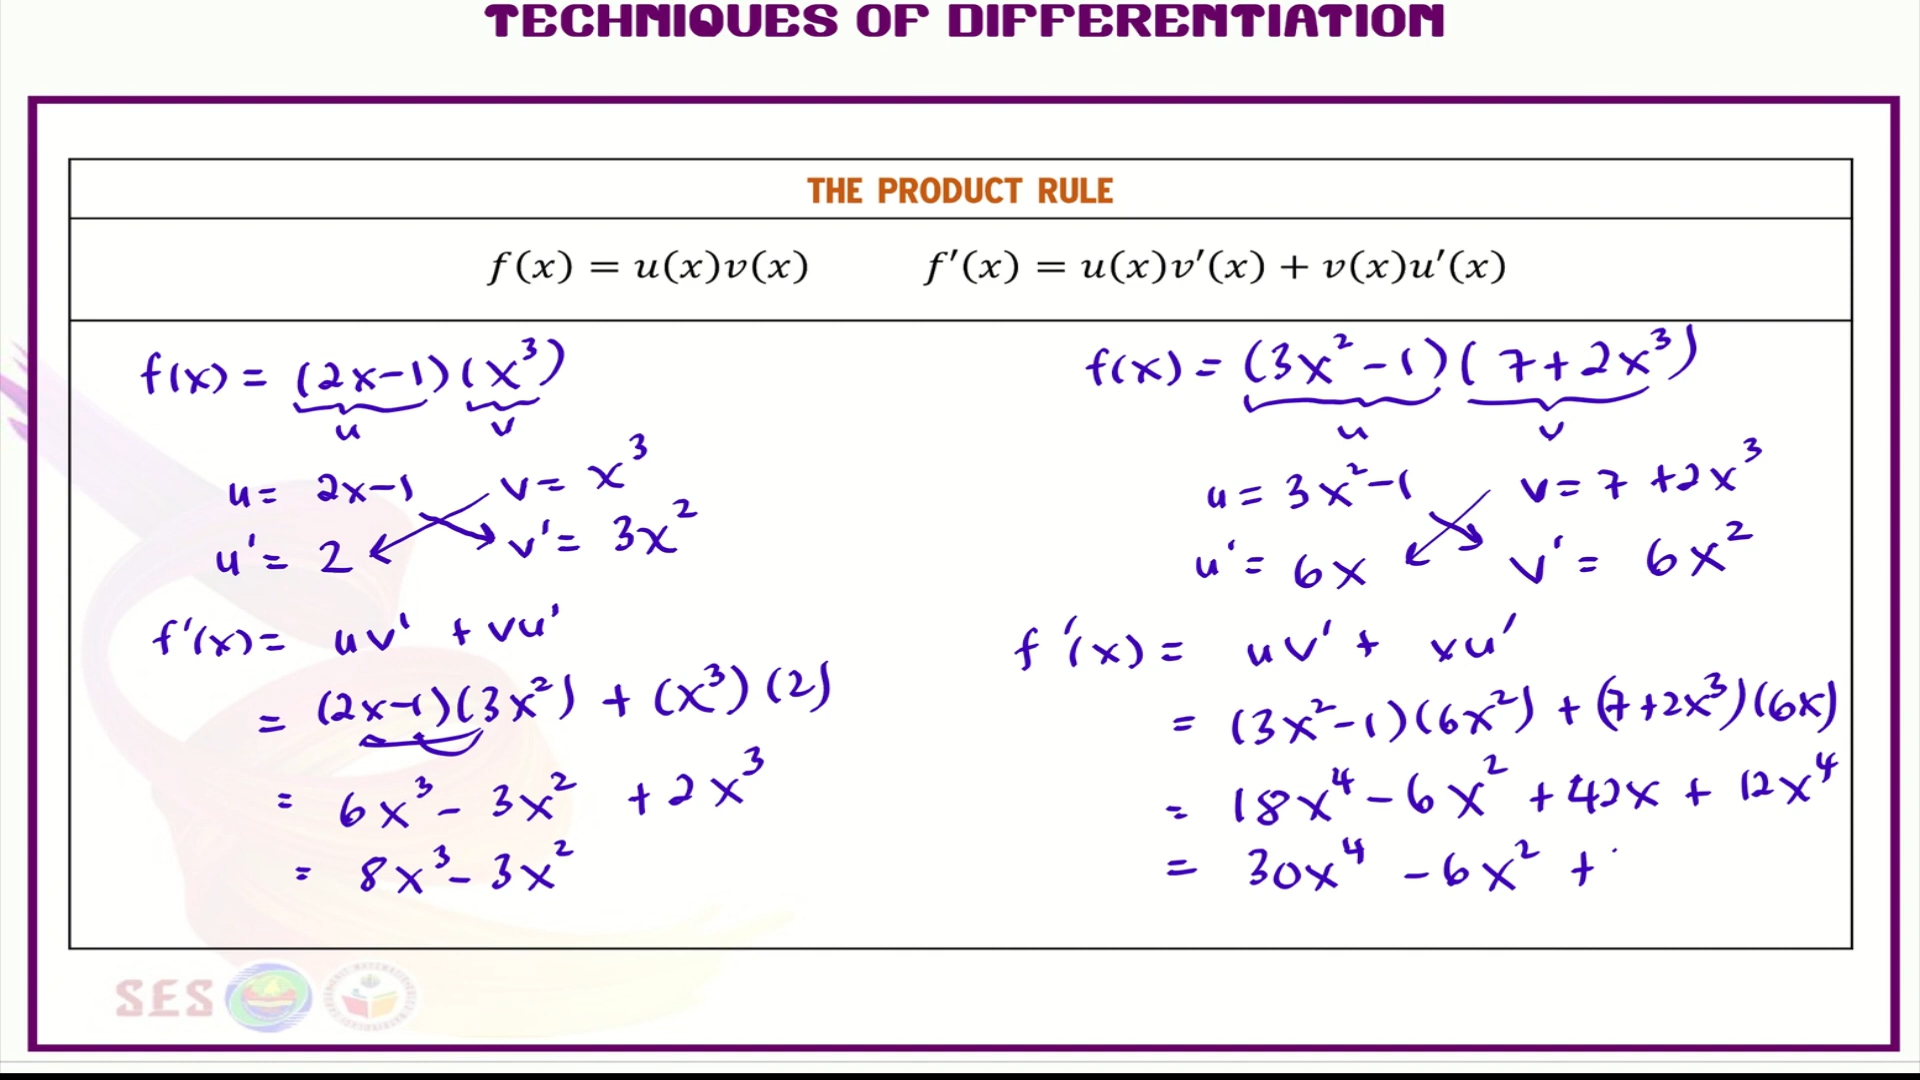 TECHNIQUES OF DIFFERENTIATION
THE PRODUCT RULE
f(x) = u(x)v(x) f′(x) = u(x)v′(x) + v(x)u′(x)
f(x) = (2x-1)(x³)
u v
u = 2x-1 v = x³
u' = 2 v' = 3x²
f'(x) = uv' + vu'
= (2x-1)(3x²) + (x³)(2)
= 6x³ - 3x² + 2x³
= 8x³ - 3x²
f(x) = (3x² - 1)(7+2x³)
u v
u = 3x²-1 v = 7 + 2x³
u' = 6x v' = 6x²
f'(x) = uv' + vu'
= (3x²-1)(6x²) + (7+2x³)(6x)
= 18x⁴ - 6x² + 42x + 12x⁴
= 30x⁴ - 6x² +
SES